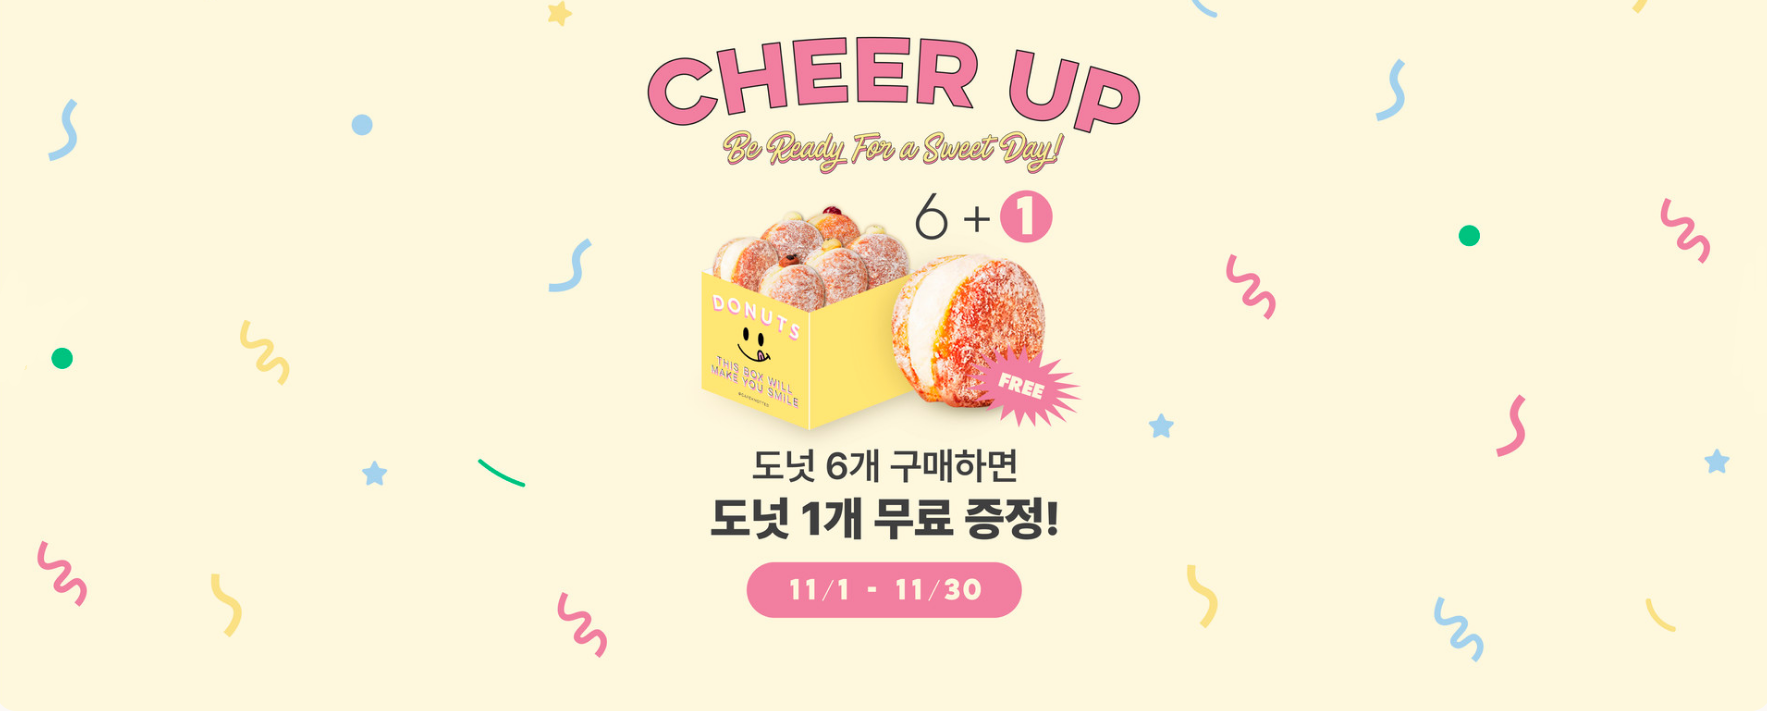 CHEER UP
Be Ready For a Sweet Day!
6 + 1
DONUTS
THIS BOX WILL
MAKE YOU SMILE
FREE
도넛 6개 구매하면
도넛 1개 무료 증정!
11/1 - 11/30